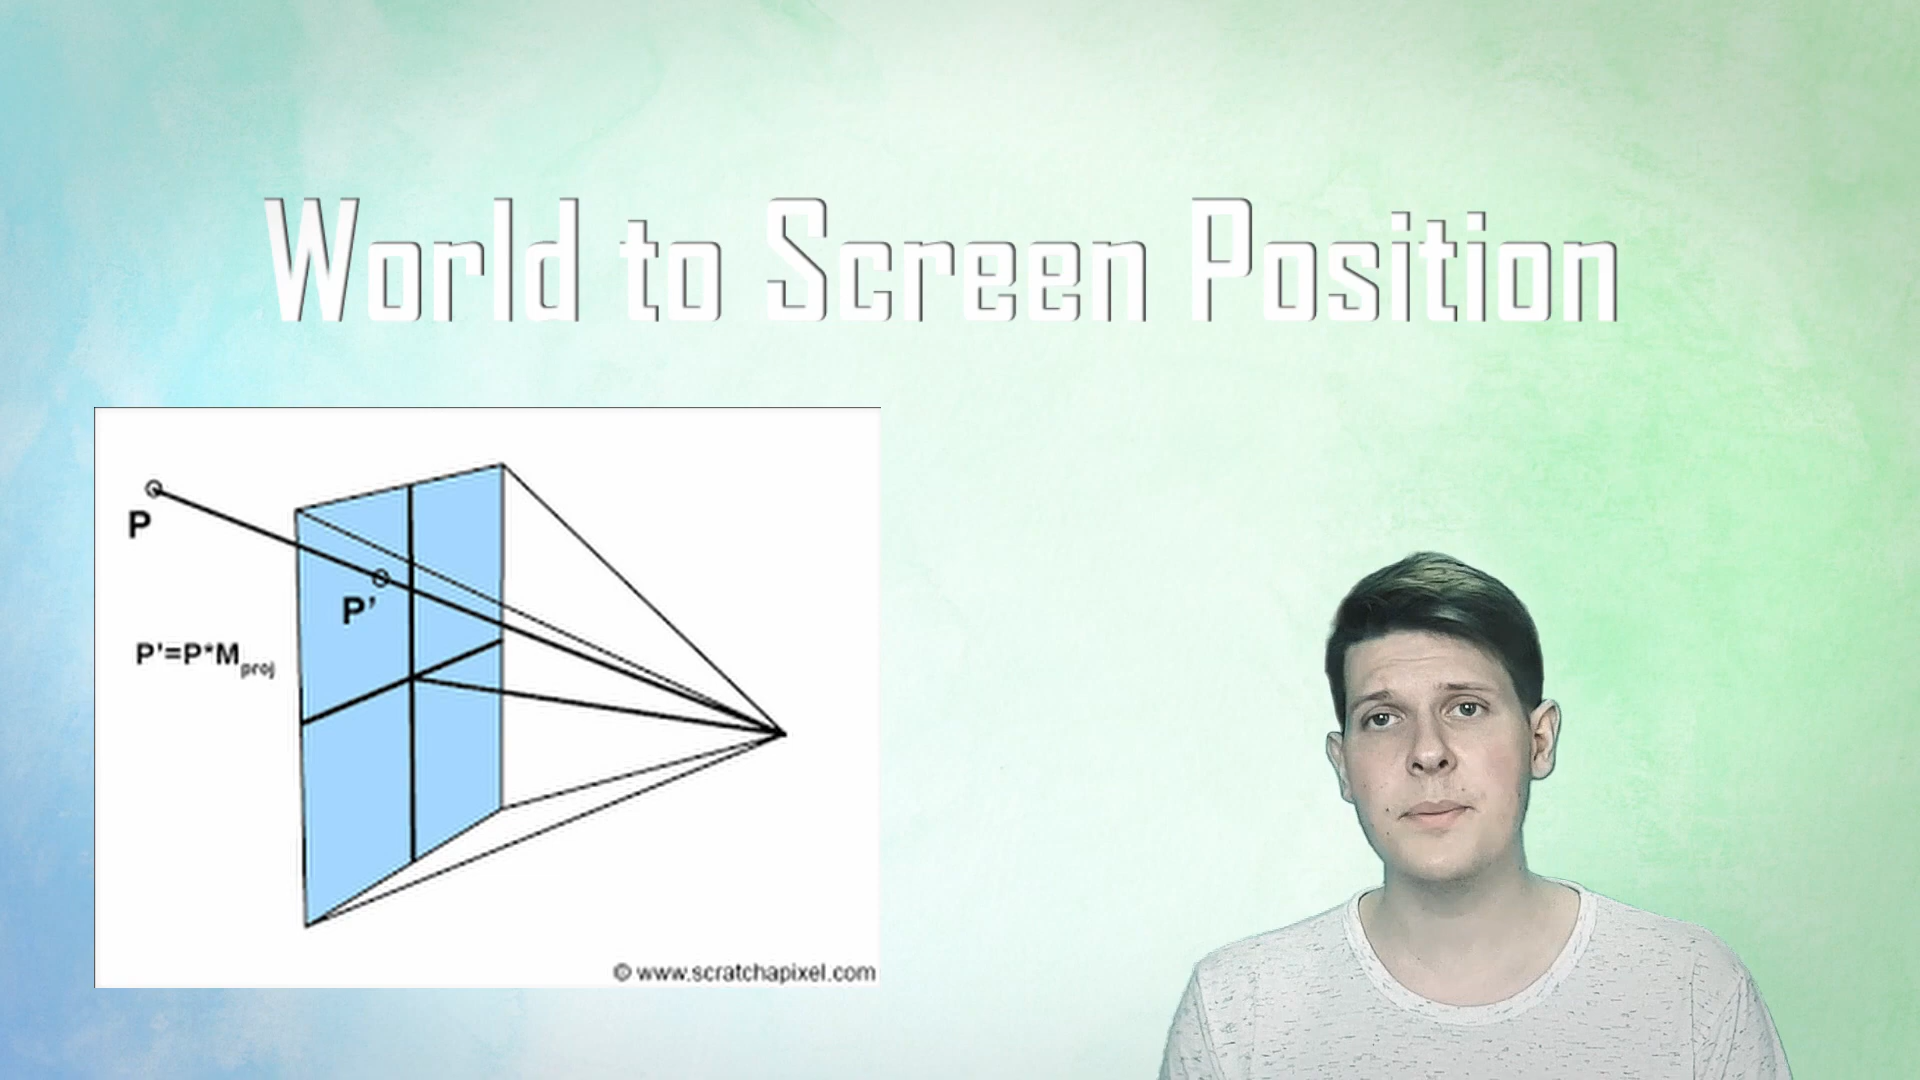 World to Screen Position
P
P'
P'=P*Mproj
© www.scratchapixel.com